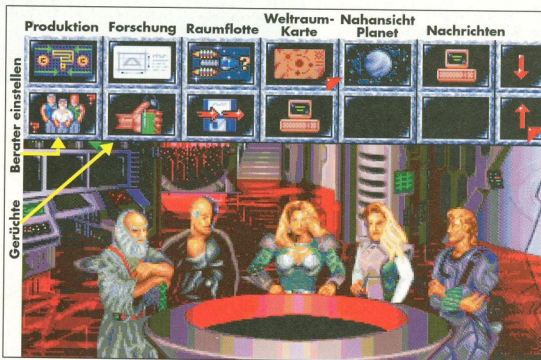 Produktion Forschung Raumflotte Weltraum- Nahansicht Nachrichten
Karte Planet
Berater einstellen
Gerüchte